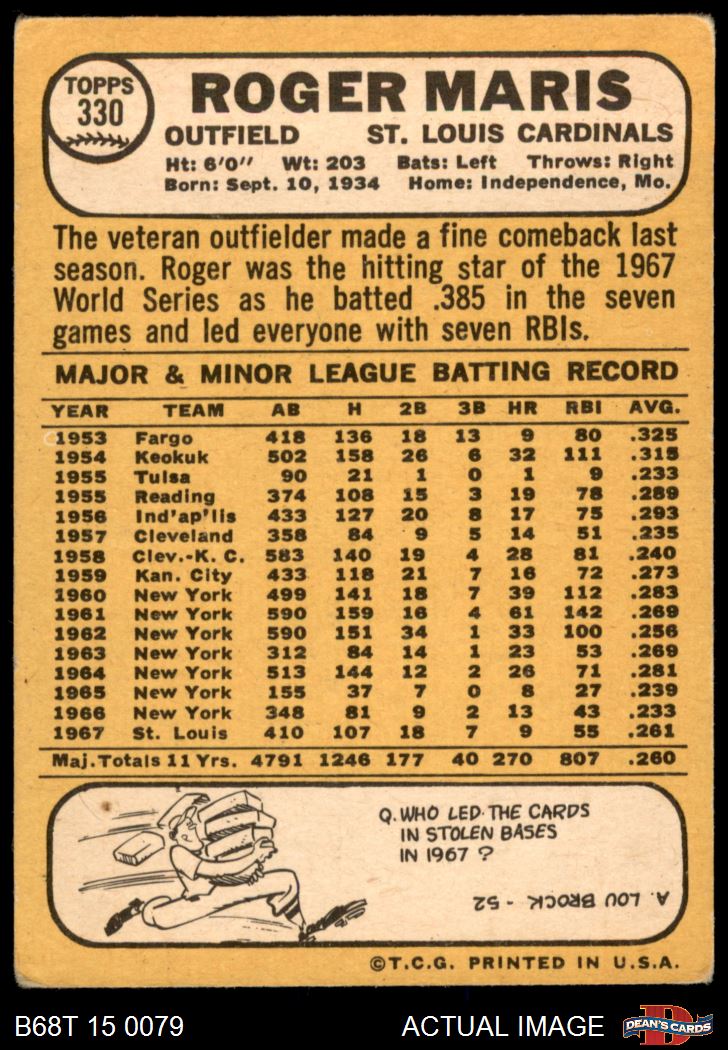 TOPPS
330
ROGER MARIS
OUTFIELD ST. LOUIS CARDINALS
Ht: 6'0" Wt: 203 Bats: Left Throws: Right
Born: Sept. 10, 1934 Home: Independence, Mo.
The veteran outfielder made a fine comeback last
season. Roger was the hitting star of the 1967
World Series as he batted .385 in the seven
games and led everyone with seven RBIs.
MAJOR & MINOR LEAGUE BATTING RECORD
YEAR TEAM AB H 2B 3B HR RBI AVG.
1953 Fargo 418 136 18 13 9 80 .325
1954 Keokuk 502 158 26 6 32 111 .315
1955 Tulsa 90 21 1 0 1 9 .233
1955 Reading 374 108 15 3 19 78 .289
1956 Ind'ap'lis 433 127 20 8 17 75 .293
1957 Cleveland 358 84 9 5 14 51 .235
1958 Clev.-K. C. 583 140 19 4 28 81 .240
1959 Kan. City 433 118 21 7 16 72 .273
1960 New York 499 141 18 7 39 112 .283
1961 New York 590 159 16 4 61 142 .269
1962 New York 590 151 34 1 33 100 .256
1963 New York 312 84 14 1 23 53 .269
1964 New York 513 144 12 2 26 71 .281
1965 New York 155 37 7 0 8 27 .239
1966 New York 348 81 9 2 13 43 .233
1967 St. Louis 410 107 18 7 9 55 .261
Maj. Totals 11 Yrs. 4791 1246 177 40 270 807 .260
Q. WHO LED THE CARDS
IN STOLEN BASES
IN 1967 ?
A. LOU BROCK - 52
©T.C.G. PRINTED IN U.S.A.
B68T 15 0079 ACTUAL IMAGE
D
DEAN'S CARDS